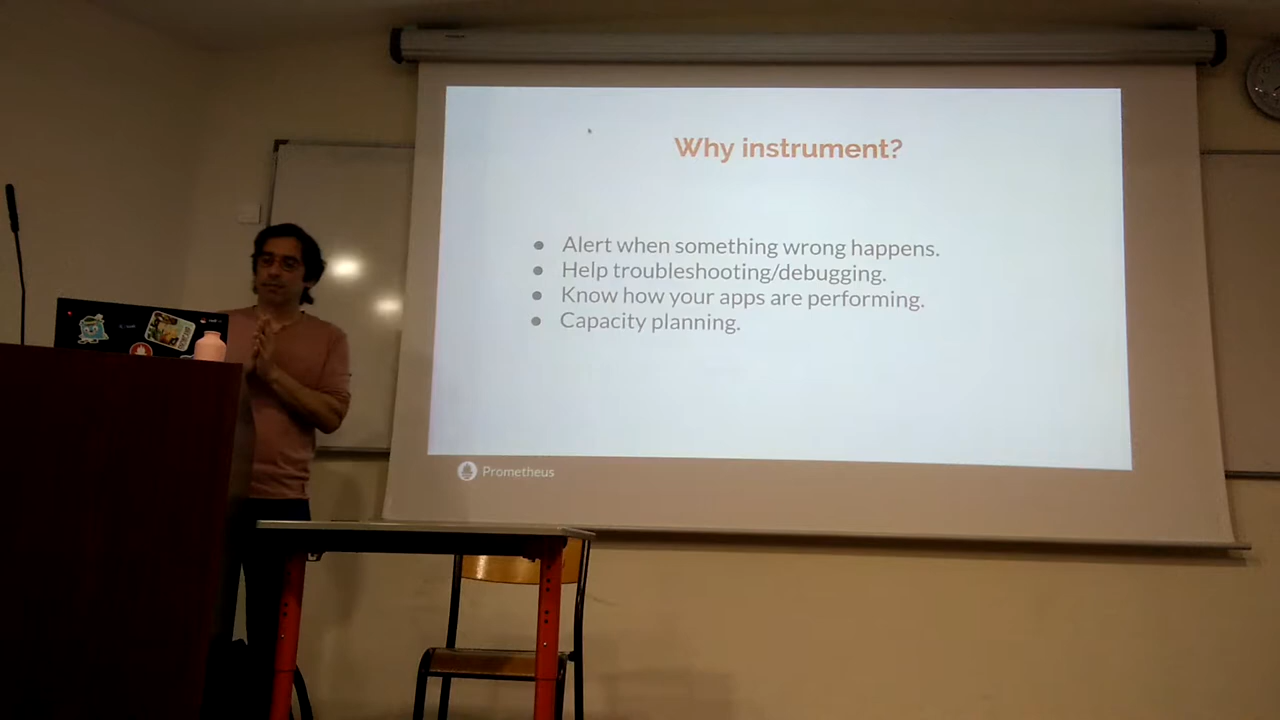 Why instrument?
● Alert when something wrong happens.
● Help troubleshooting/debugging.
● Know how your apps are performing.
● Capacity planning.
Prometheus